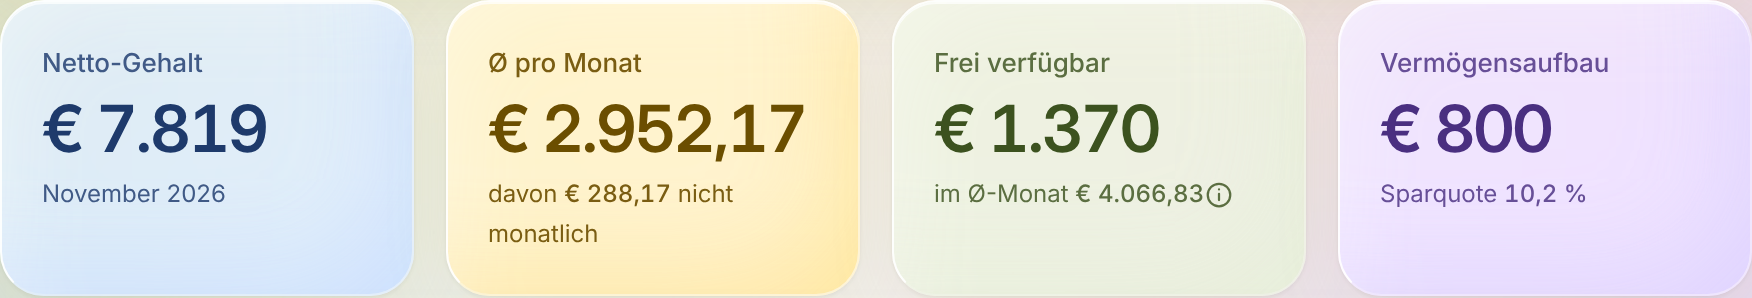 Netto-Gehalt
€ 7.819
November 2026
Ø pro Monat
€ 2.952,17
davon € 288,17 nicht
monatlich
Frei verfügbar
€ 1.370
im Ø-Monat € 4.066,83
Vermögensaufbau
€ 800
Sparquote 10,2 %